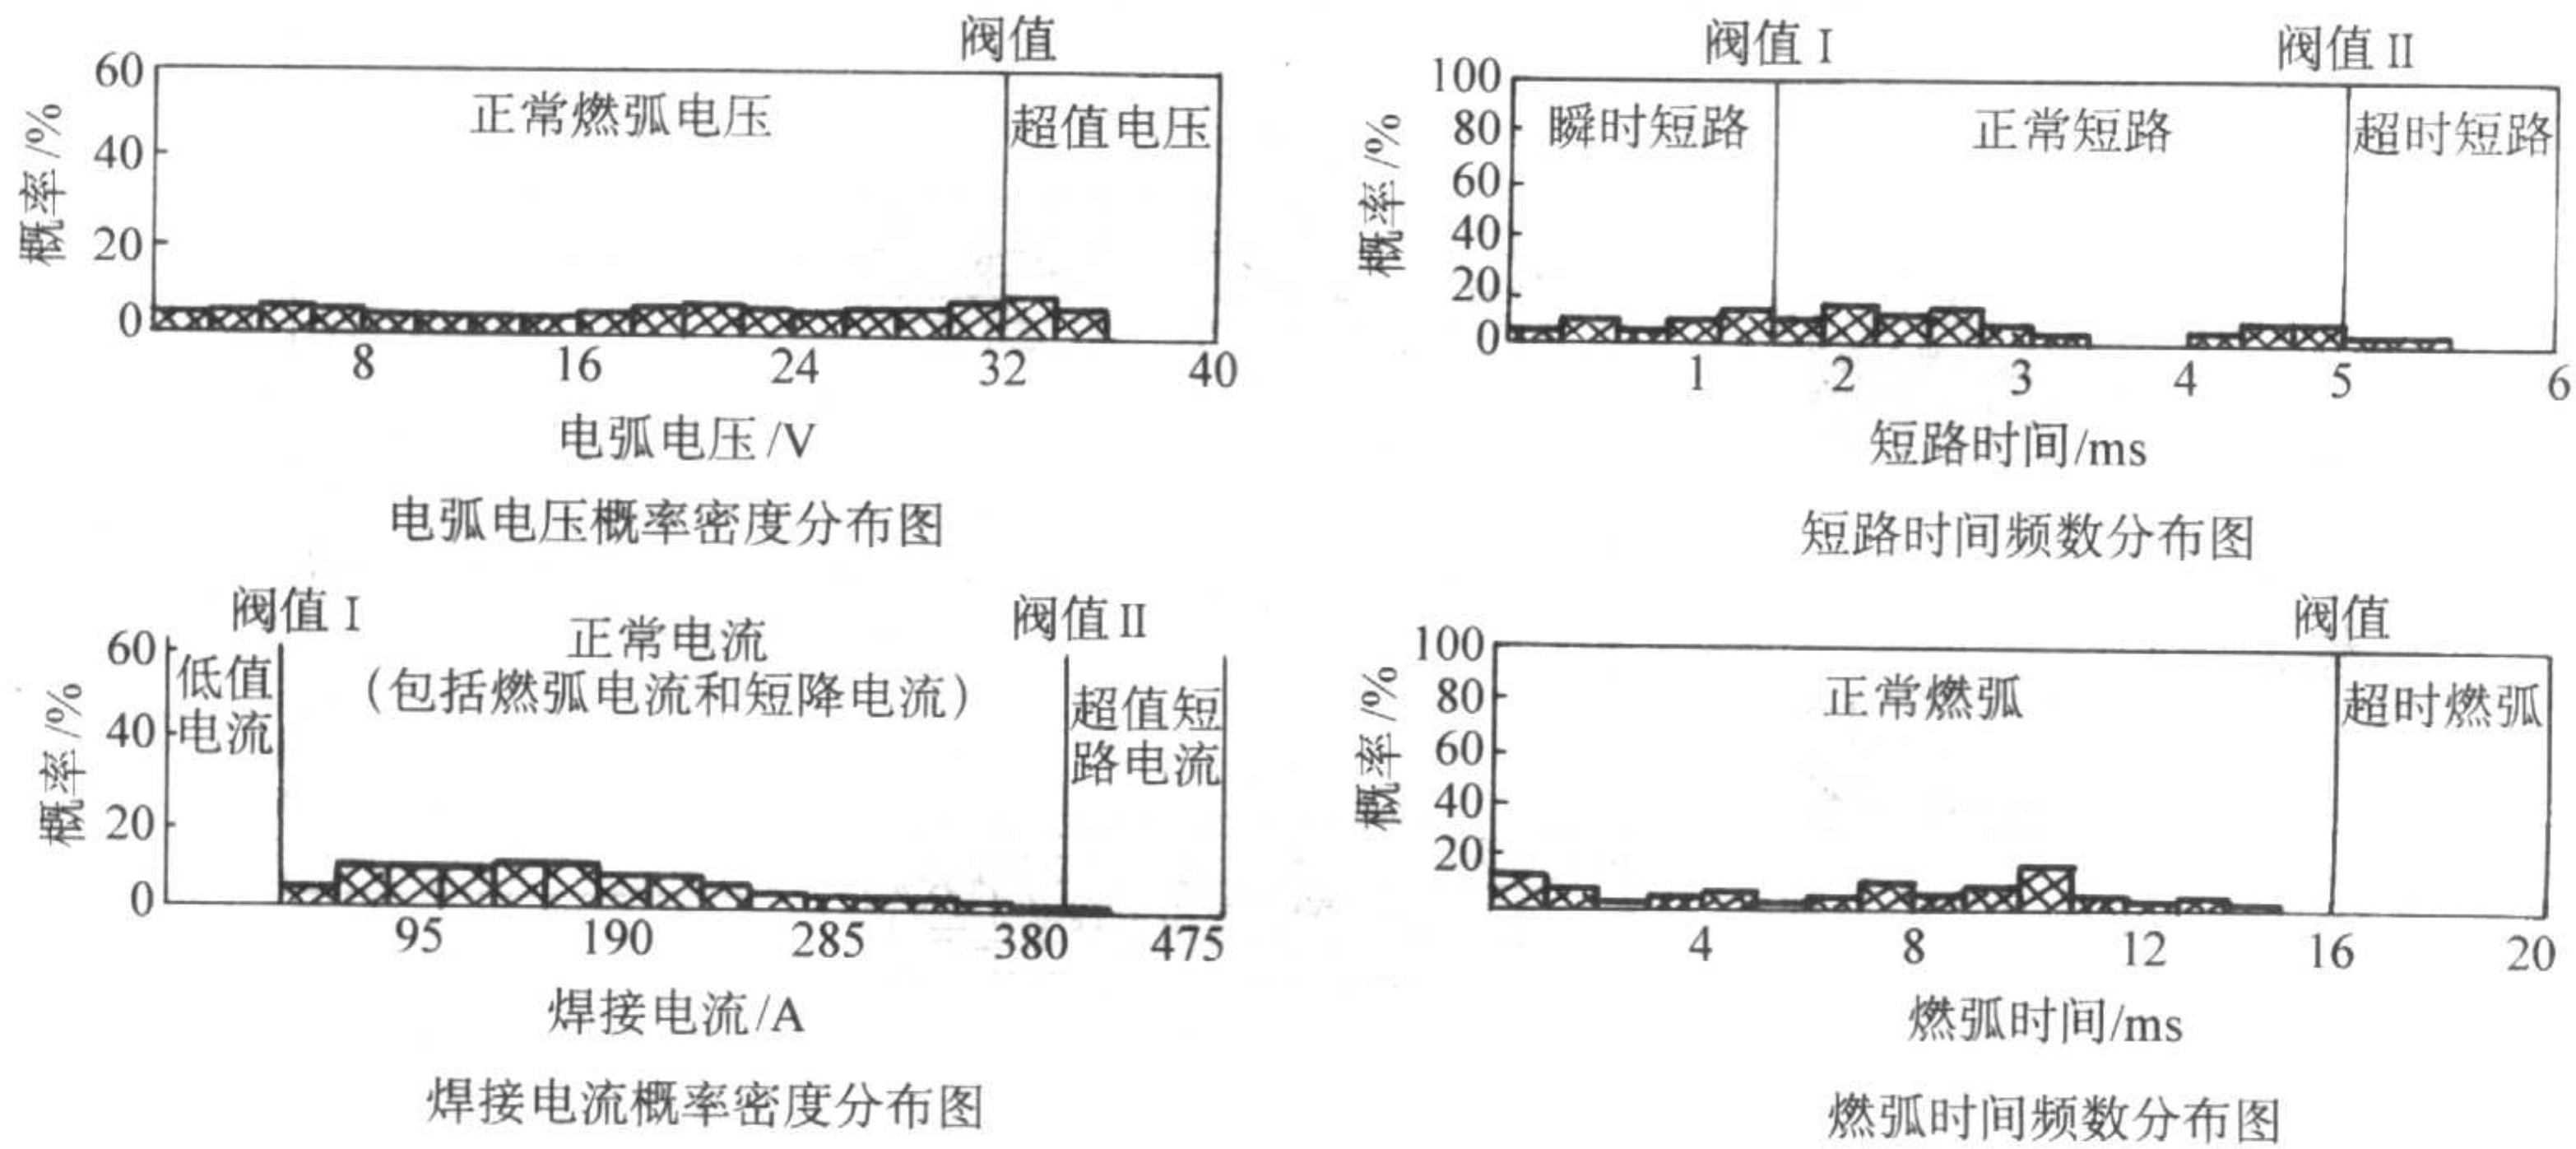 阀值
60
40
20
0
概率/%
正常燃弧电压
超值电压
8 16 24 32 40
电弧电压/V
电弧电压概率密度分布图
阀值 I
阀值 II
100
80
60
40
20
0
概率/%
瞬时短路
正常短路
超时短路
1 2 3 4 5 6
短路时间/ms
短路时间频数分布图
阀值 I
阀值 II
60
40
20
0
概率/%
低值
电流
正常电流
(包括燃弧电流和短降电流)
超值短
路电流
95 190 285 380 475
焊接电流/A
焊接电流概率密度分布图
阀值
100
80
60
40
20
概率/%
正常燃弧
超时燃弧
4 8 12 16 20
燃弧时间/ms
燃弧时间频数分布图